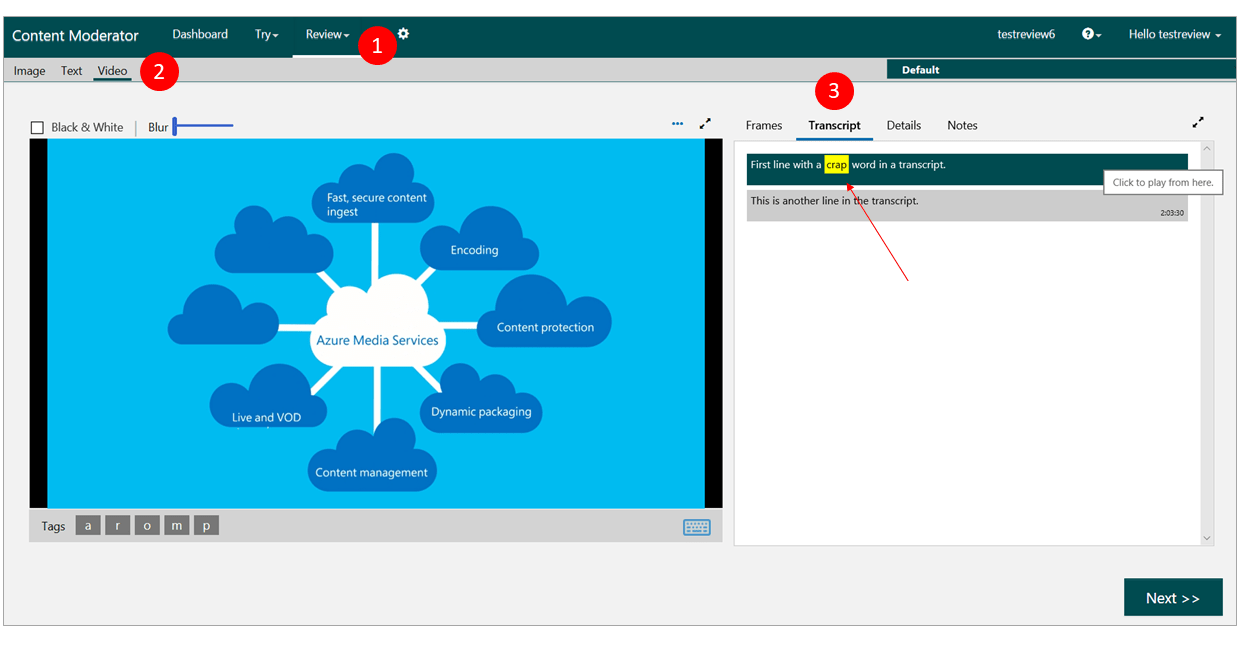 Content Moderator Dashboard Try Review 1 testreview6 ? Hello testreview
Image Text Video 2 Default
3
Black & White Blur
Frames Transcript Details Notes
Fast, secure content
ingest
Encoding
Content protection
Azure Media Services
Dynamic packaging
Live and VOD
Content management
First line with a crap word in a transcript.
Click to play from here.
This is another line in the transcript.
2:03:30
Tags a r o m p
Next >>